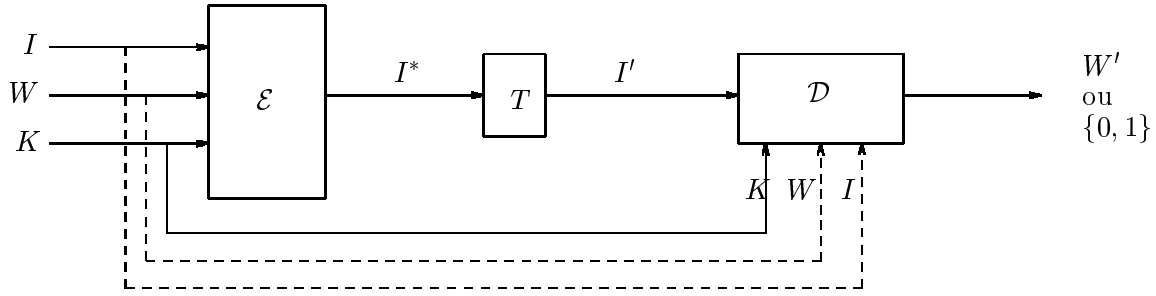 I
W
K
ℰ
I*
T
I′
𝒟
K W I
W′
ou
{0, 1}